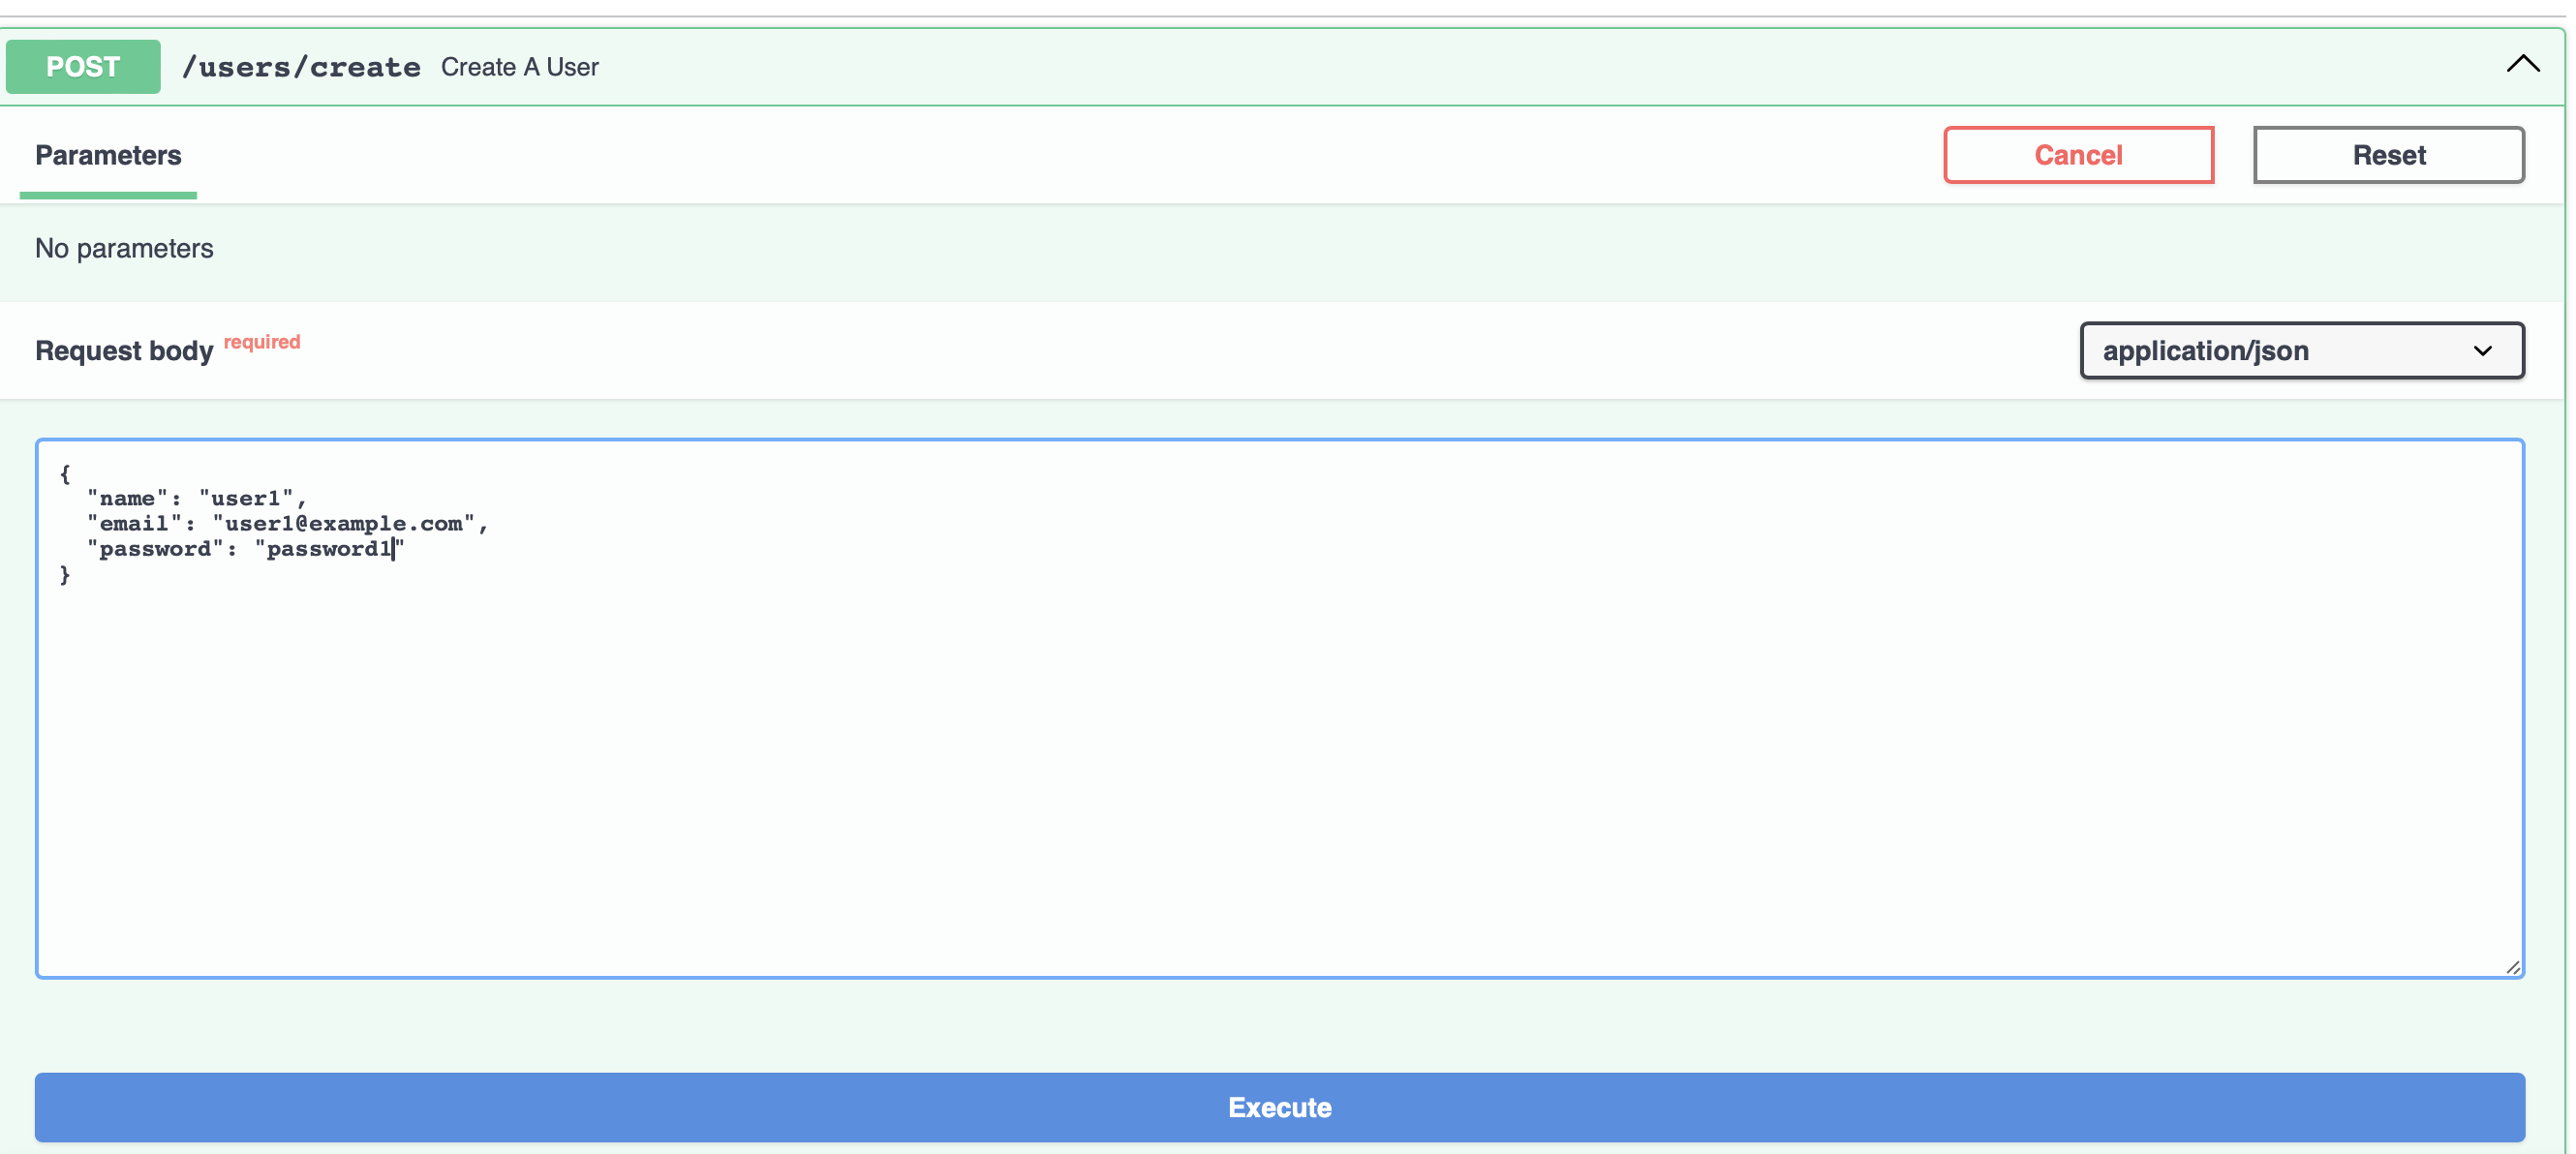 POST /users/create Create A User
Parameters
Cancel
Reset
No parameters
Request body required
application/json
{
  "name": "user1",
  "email": "user1@example.com",
  "password": "password1"
}
Execute